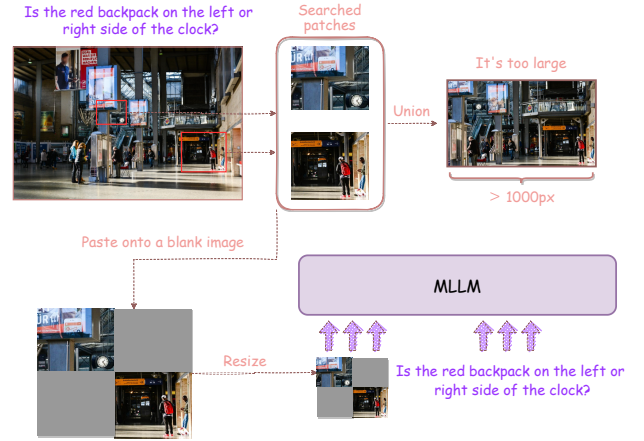 Is the red backpack on the left or
right side of the clock?
Searched
patches
It's too large
Union
> 1000px
Paste onto a blank image
MLLM
Resize
Is the red backpack on the left or
right side of the clock?